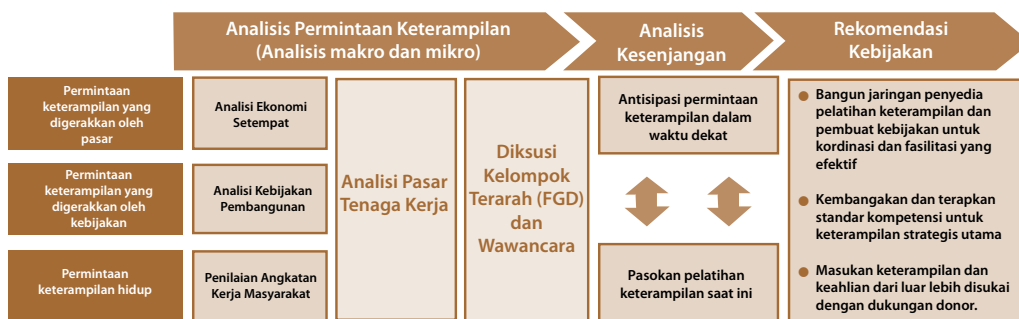 Analisis Permintaan Keterampilan
(Analisis makro dan mikro)
Analisis
Kesenjangan
Rekomendasi
Kebijakan
Permintaan
keterampilan yang
digerakkan oleh
pasar
Permintaan
keterampilan yang
digerakkan oleh
kebijakan
Permintaan
keterampilan hidup
Analisi Ekonomi
Setempat
Analisi Kebijakan
Pembangunan
Penilaian Angkatan
Kerja Masyarakat
Analisi Pasar
Tenaga Kerja
Diksusi
Kelompok
Terarah (FGD)
dan
Wawancara
Antisipasi permintaan
keterampilan dalam
waktu dekat
Pasokan pelatihan
keterampilan saat ini
Bangun jaringan penyedia
pelatihan keterampilan dan
pembuat kebijakan untuk
kordinasi dan fasilitasi yang
efektif
Kembangakan dan terapkan
standar kompetensi untuk
keterampilan strategis utama
Masukan keterampilan dan
keahlian dari luar lebih disukai
dengan dukungan donor.